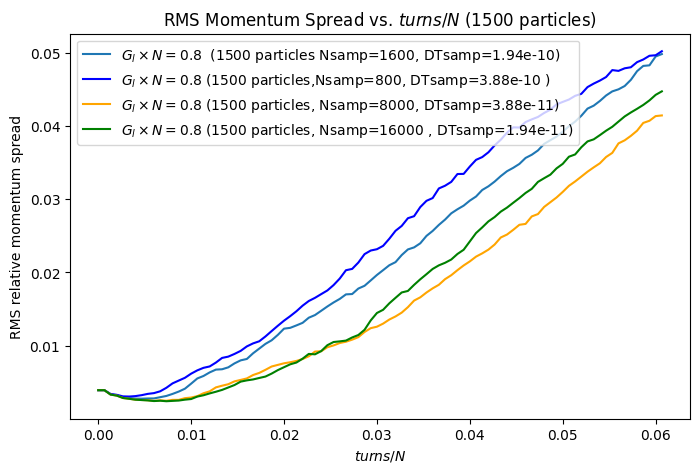 RMS Momentum Spread vs. turns/N (1500 particles)
G_l × N = 0.8  (1500 particles Nsamp=1600, DTsamp=1.94e-10)
G_l × N = 0.8 (1500 particles,Nsamp=800, DTsamp=3.88e-10 )
G_l × N = 0.8 (1500 particles, Nsamp=8000, DTsamp=3.88e-11)
G_l × N = 0.8 (1500 particles, Nsamp=16000 , DTsamp=1.94e-11)
RMS relative momentum spread
0.05
0.04
0.03
0.02
0.01
0.00 0.01 0.02 0.03 0.04 0.05 0.06
turns/N